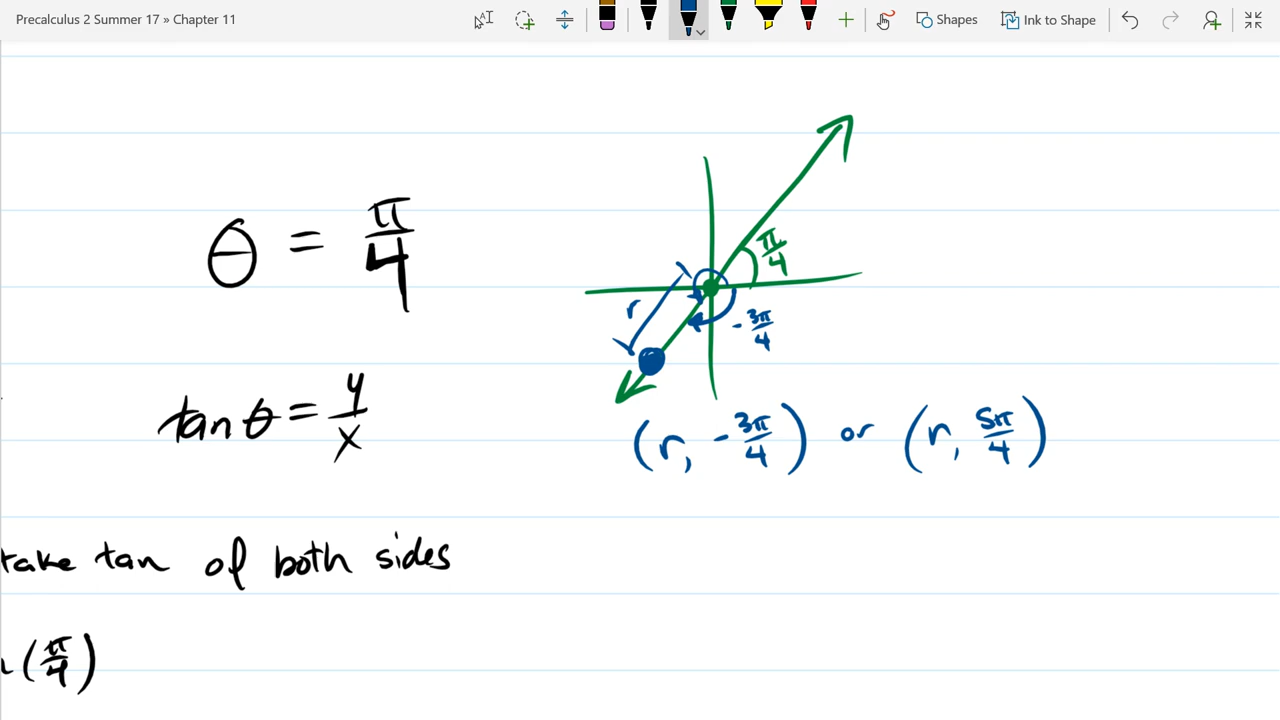 Precalculus 2 Summer 17 » Chapter 11
Shapes
Ink to Shape
θ = π/4
π/4
r
-3π/4
tan θ = y/x
(r, -3π/4) or (r, 5π/4)
take tan of both sides
(π/4)